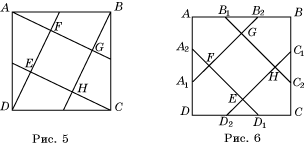 A B B₁ B₂
F G
A₂ C₁
G F H
E H A₁ C₂
E
D C D D₂ D₁ C
Рис. 5 Рис. 6